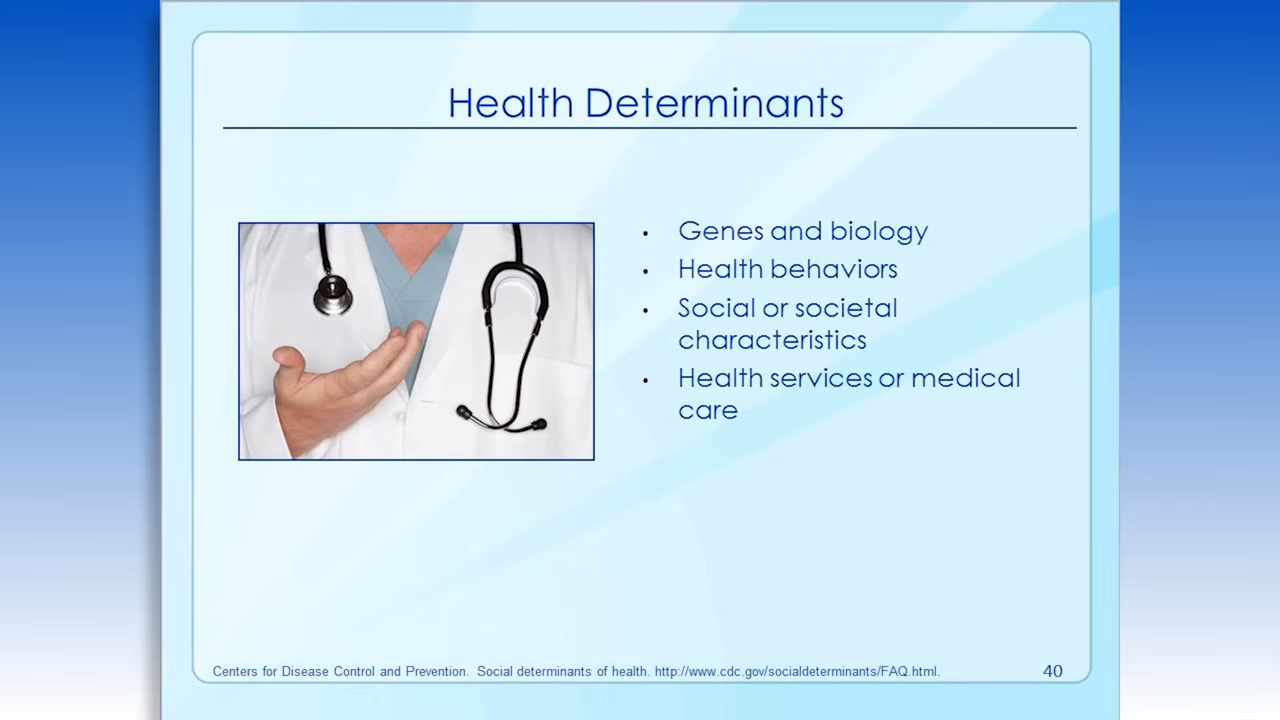 Health Determinants
• Genes and biology
• Health behaviors
• Social or societal
characteristics
• Health services or medical
care
Centers for Disease Control and Prevention. Social determinants of health. http://www.cdc.gov/socialdeterminants/FAQ.html.
40